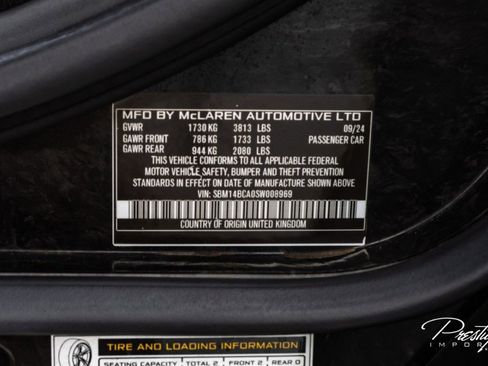 MFD BY McLAREN AUTOMOTIVE LTD
GVWR 1730 KG 3813 LBS 09/24
GAWR FRONT 786 KG 1733 LBS PASSENGER CAR
GAWR REAR 944 KG 2080 LBS
THIS VEHICLE CONFORMS TO ALL APPLICABLE FEDERAL
MOTOR VEHICLE SAFETY, BUMPER AND THEFT PREVENTION
STANDARDS IN EFFECT ON DATE OF MANUFACTURE SHOWN ABOVE
VIN: SBM14BCA0SW008969
COUNTRY OF ORIGIN UNITED KINGDOM
TIRE AND LOADING INFORMATION
SEATING CAPACITY TOTAL 2 FRONT 2 REAR 0